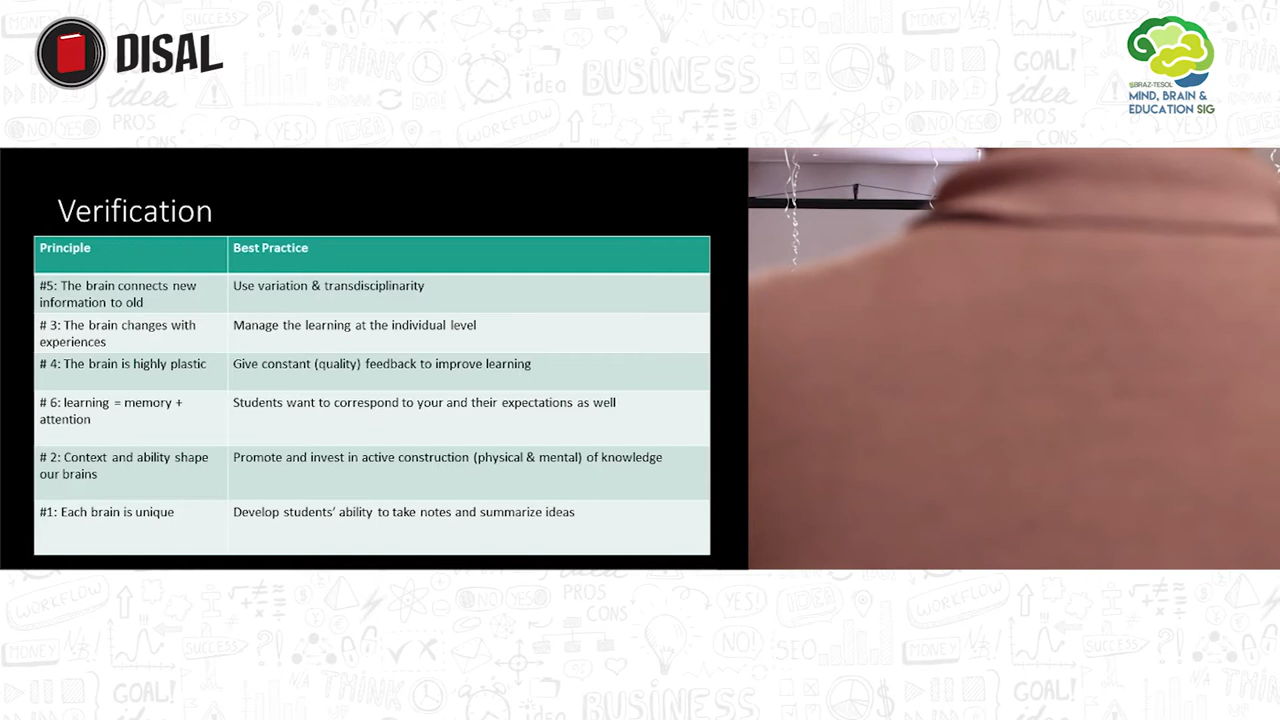 DISAL
@BRAZ-TESOL
MIND, BRAIN &
EDUCATION SIG
Verification
Principle
Best Practice
#5: The brain connects new
information to old
Use variation & transdisciplinarity
# 3: The brain changes with
experiences
Manage the learning at the individual level
# 4: The brain is highly plastic
Give constant (quality) feedback to improve learning
# 6: learning = memory +
attention
Students want to correspond to your and their expectations as well
# 2: Context and ability shape
our brains
Promote and invest in active construction (physical & mental) of knowledge
#1: Each brain is unique
Develop students’ ability to take notes and summarize ideas